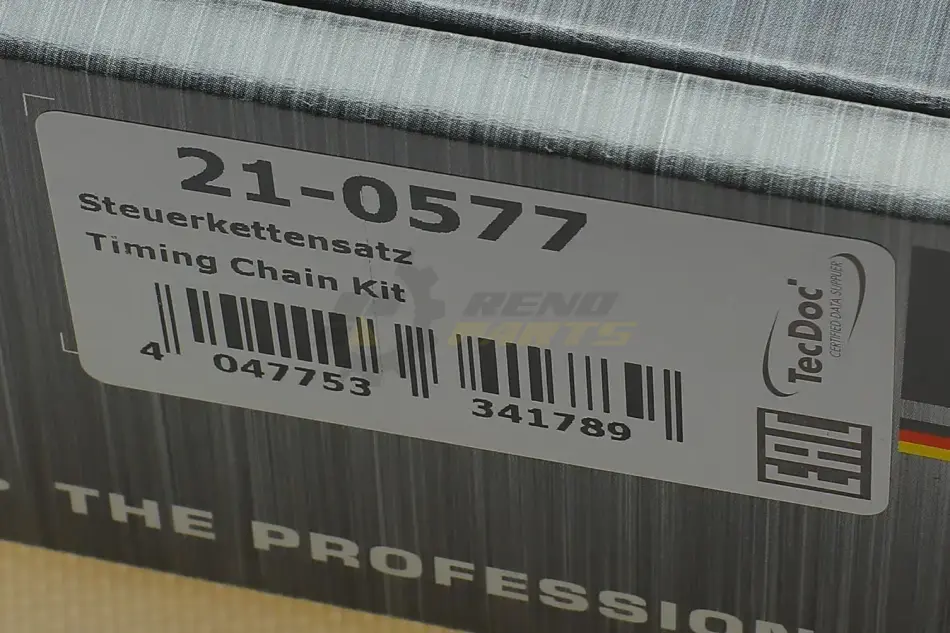 21-0577
Steuerkettensatz
Timing Chain Kit
RENO
PARTS
4 047753 341789
TecDoc
CERTIFIED DATA SUPPLIER
EAC
THE PROFESSION